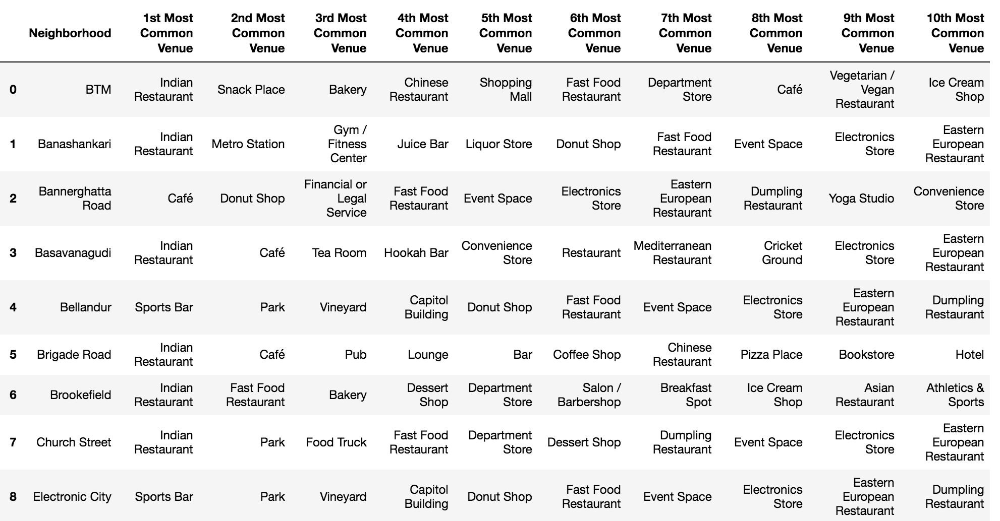 Neighborhood 1st Most Common Venue 2nd Most Common Venue 3rd Most Common Venue 4th Most Common Venue 5th Most Common Venue 6th Most Common Venue 7th Most Common Venue 8th Most Common Venue 9th Most Common Venue 10th Most Common Venue
0 BTM Indian Restaurant Snack Place Bakery Chinese Restaurant Shopping Mall Fast Food Restaurant Department Store Café Vegetarian / Vegan Restaurant Ice Cream Shop
1 Banashankari Indian Restaurant Metro Station Gym / Fitness Center Juice Bar Liquor Store Donut Shop Fast Food Restaurant Event Space Electronics Store Eastern European Restaurant
2 Bannerghatta Road Café Donut Shop Financial or Legal Service Fast Food Restaurant Event Space Electronics Store Eastern European Restaurant Dumpling Restaurant Yoga Studio Convenience Store
3 Basavanagudi Indian Restaurant Café Tea Room Hookah Bar Convenience Store Restaurant Mediterranean Restaurant Cricket Ground Electronics Store Eastern European Restaurant
4 Bellandur Sports Bar Park Vineyard Capitol Building Donut Shop Fast Food Restaurant Event Space Electronics Store Eastern European Restaurant Dumpling Restaurant
5 Brigade Road Indian Restaurant Café Pub Lounge Bar Coffee Shop Chinese Restaurant Pizza Place Bookstore Hotel
6 Brookefield Indian Restaurant Fast Food Restaurant Bakery Dessert Shop Department Store Salon / Barbershop Breakfast Spot Ice Cream Shop Asian Restaurant Athletics & Sports
7 Church Street Indian Restaurant Park Food Truck Fast Food Restaurant Department Store Dessert Shop Dumpling Restaurant Event Space Electronics Store Eastern European Restaurant
8 Electronic City Sports Bar Park Vineyard Capitol Building Donut Shop Fast Food Restaurant Event Space Electronics Store Eastern European Restaurant Dumpling Restaurant